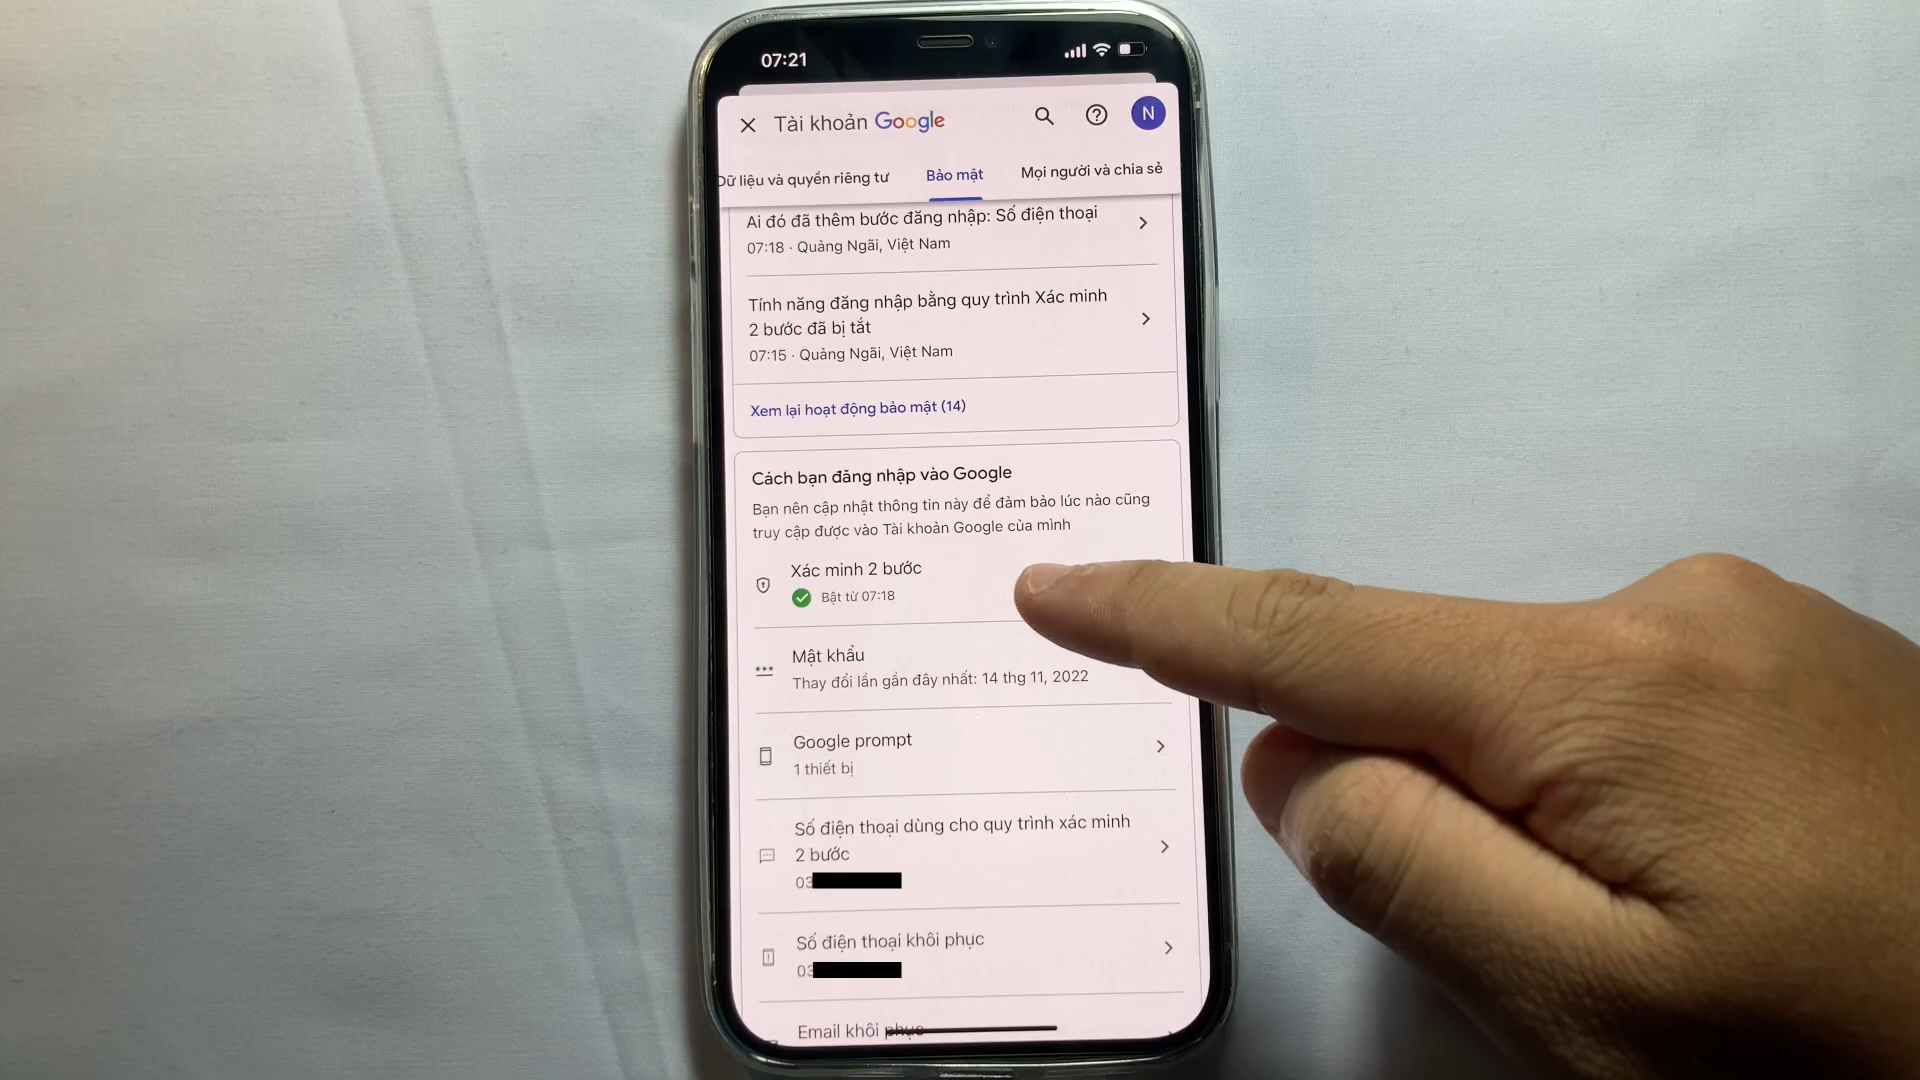 07:21
Tài khoản Google
N
Dữ liệu và quyền riêng tư
Bảo mật
Mọi người và chia sẻ
Ai đó đã thêm bước đăng nhập: Số điện thoại
07:18 · Quảng Ngãi, Việt Nam
Tính năng đăng nhập bằng quy trình Xác minh
2 bước đã bị tắt
07:15 · Quảng Ngãi, Việt Nam
Xem lại hoạt động bảo mật (14)
Cách bạn đăng nhập vào Google
Bạn nên cập nhật thông tin này để đảm bảo lúc nào cũng
truy cập được vào Tài khoản Google của mình
Xác minh 2 bước
Bật từ 07:18
Mật khẩu
Thay đổi lần gần đây nhất: 14 thg 11, 2022
Google prompt
1 thiết bị
Số điện thoại dùng cho quy trình xác minh
2 bước
03
Số điện thoại khôi phục
03
Email khôi phục